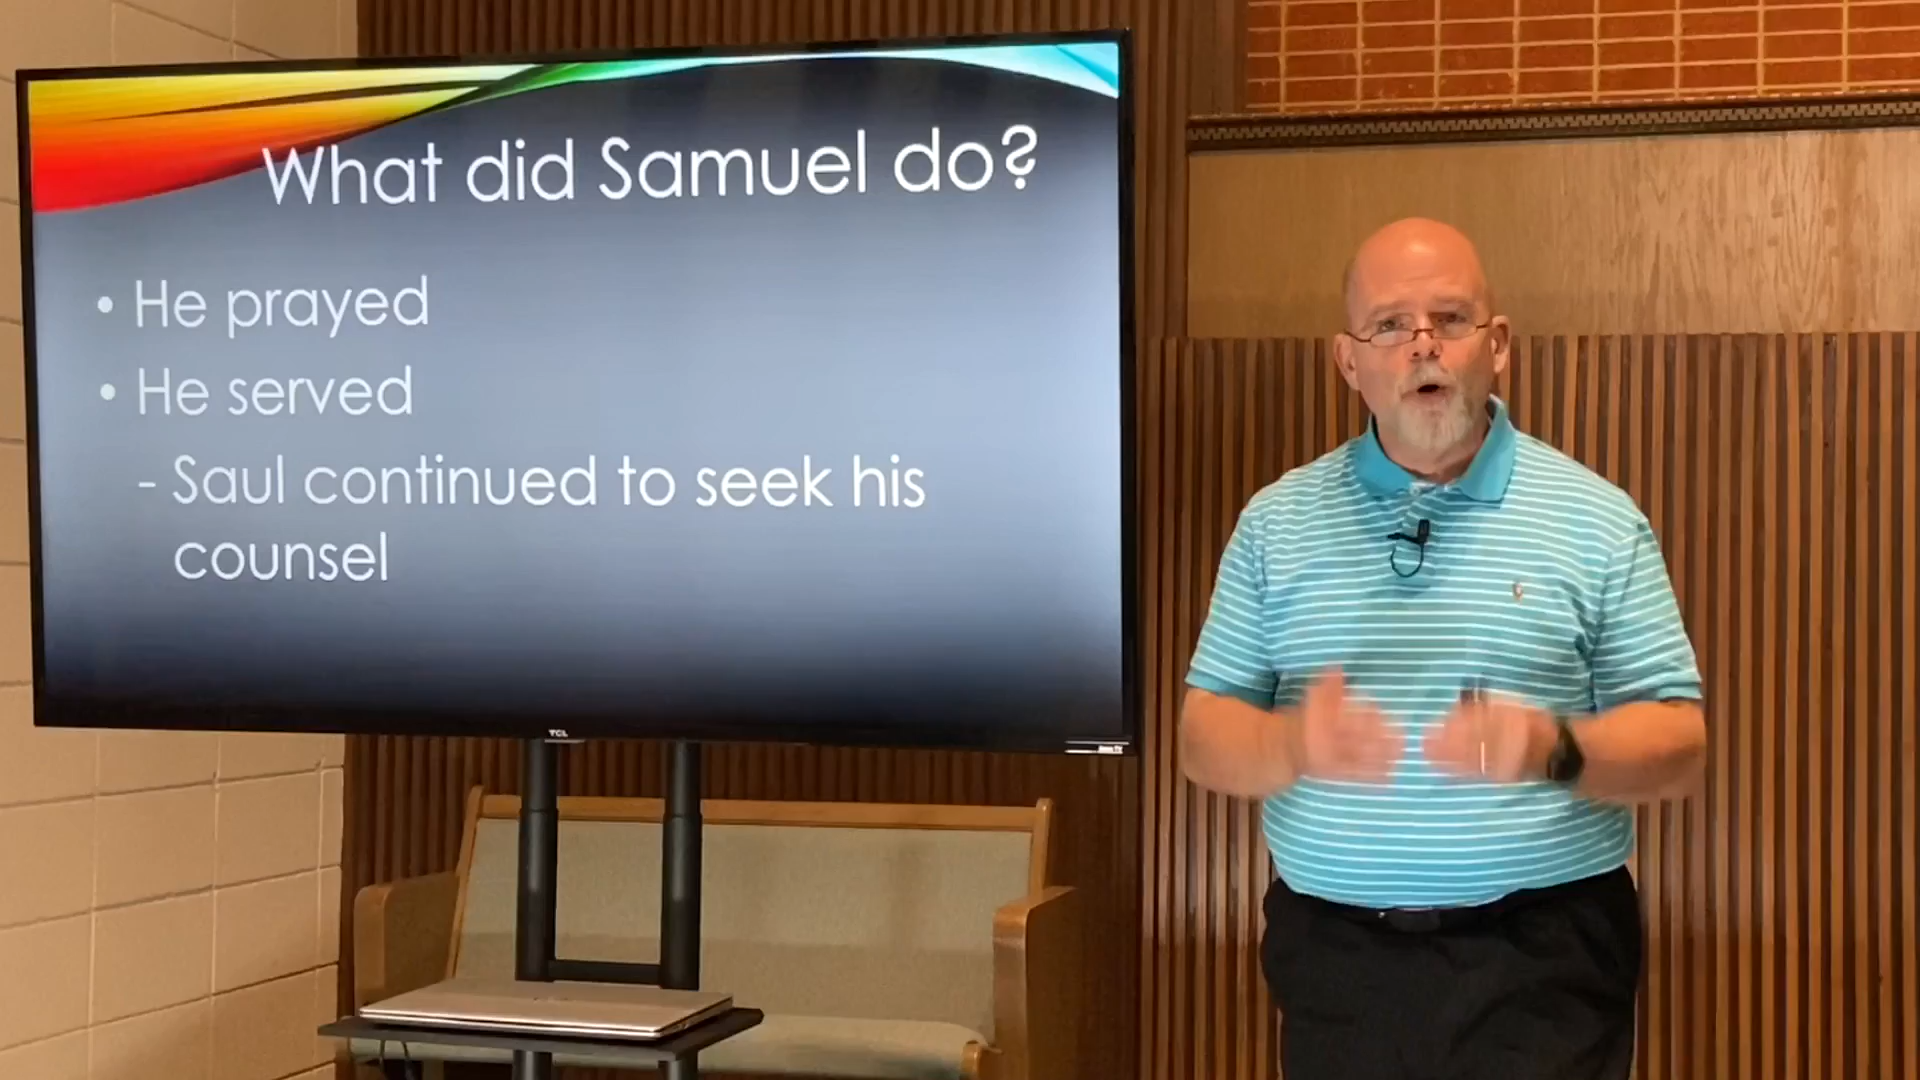 What did Samuel do?
• He prayed
• He served
- Saul continued to seek his
counsel
TCL